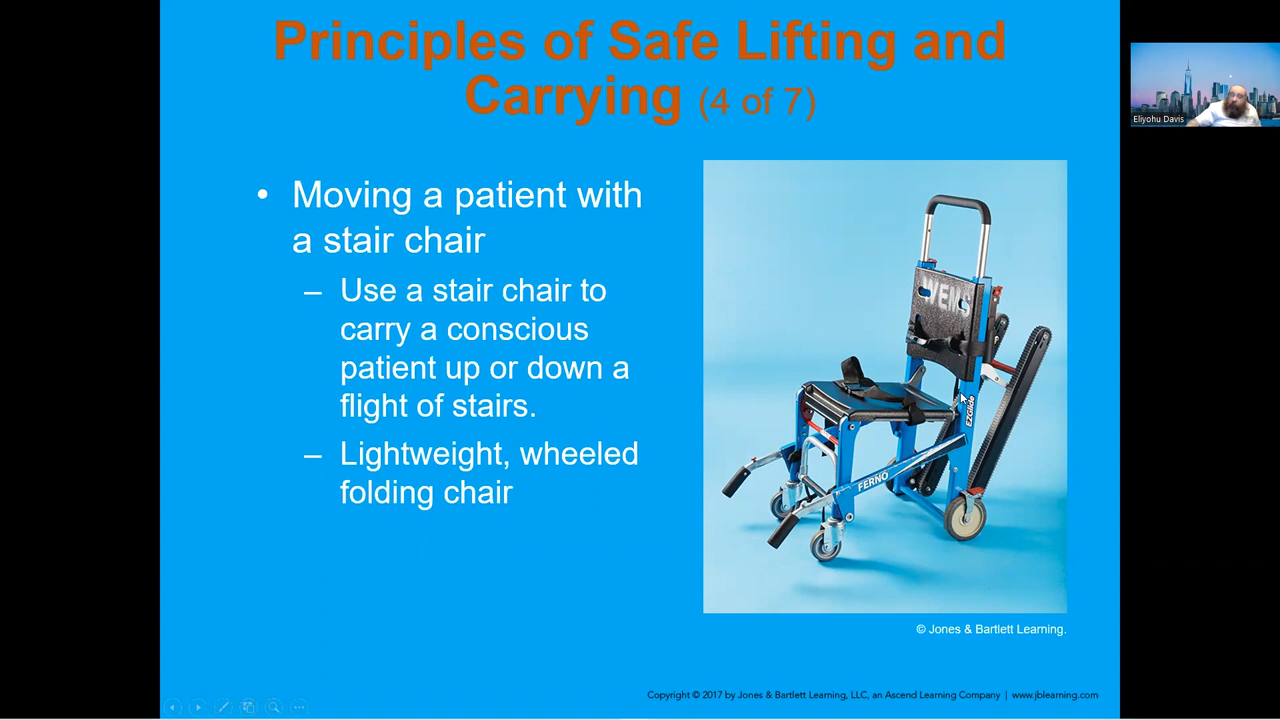 Principles of Safe Lifting and
Carrying (4 of 7)
Eliyohu Davis
• Moving a patient with
a stair chair
– Use a stair chair to
carry a conscious
patient up or down a
flight of stairs.
– Lightweight, wheeled
folding chair
WEMS
EZGlide
FERNO
© Jones & Bartlett Learning.
Copyright © 2017 by Jones & Bartlett Learning, LLC, an Ascend Learning Company | www.jblearning.com